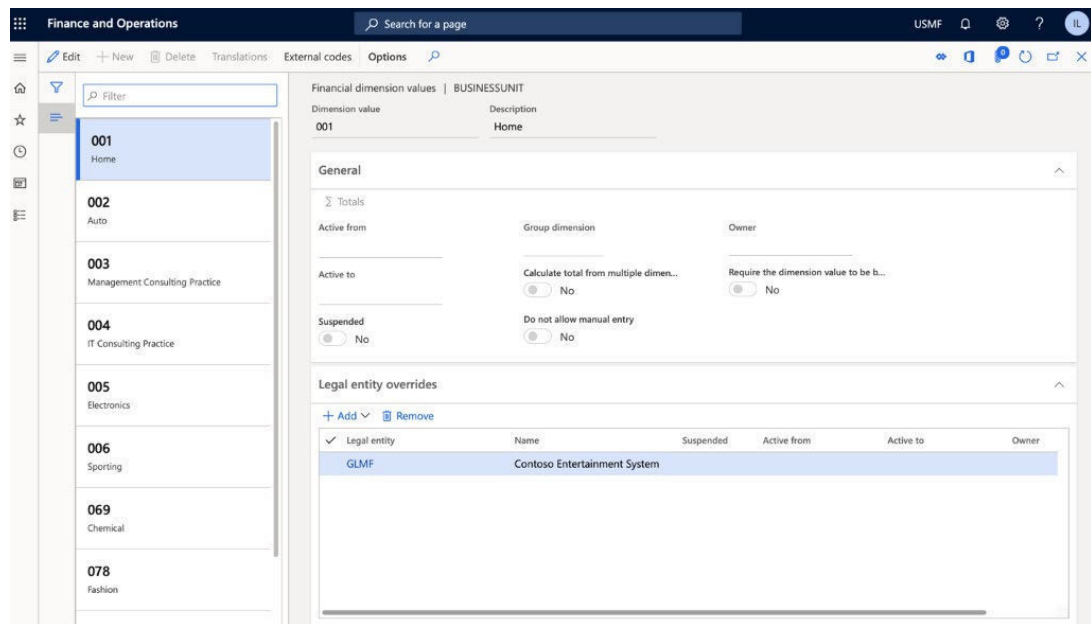 Finance and Operations
Search for a page
USMF
?
IL
Edit
New
Delete
Translations
External codes
Options
0
Filter
001
Home
002
Auto
003
Management Consulting Practice
004
IT Consulting Practice
005
Electronics
006
Sporting
069
Chemical
078
Fashion
Financial dimension values | BUSINESSUNIT
Dimension value Description
001 Home
General
Σ Totals
Active from Group dimension Owner
Active to Calculate total from multiple dimen... Require the dimension value to be b...
No No
Suspended Do not allow manual entry
No No
Legal entity overrides
+ Add Remove
Legal entity Name Suspended Active from Active to Owner
GLMF Contoso Entertainment System